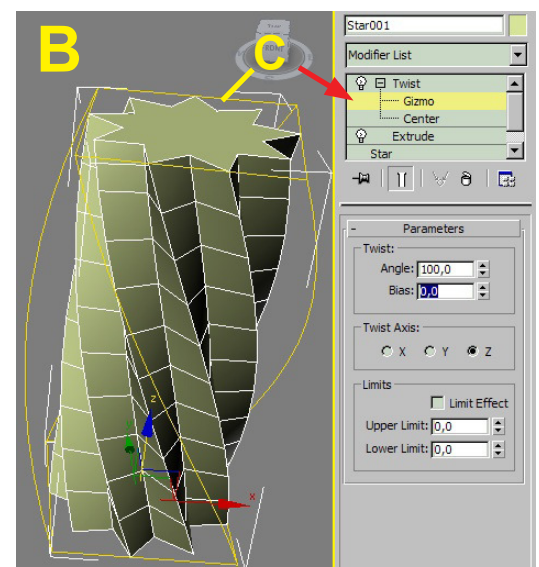 B
C
Star001
Modifier List
Twist
Gizmo
Center
Extrude
Star
- Parameters
Twist:
Angle: 100,0
Bias: 0,0
Twist Axis:
X Y Z
Limits
Limit Effect
Upper Limit: 0,0
Lower Limit: 0,0
z
x